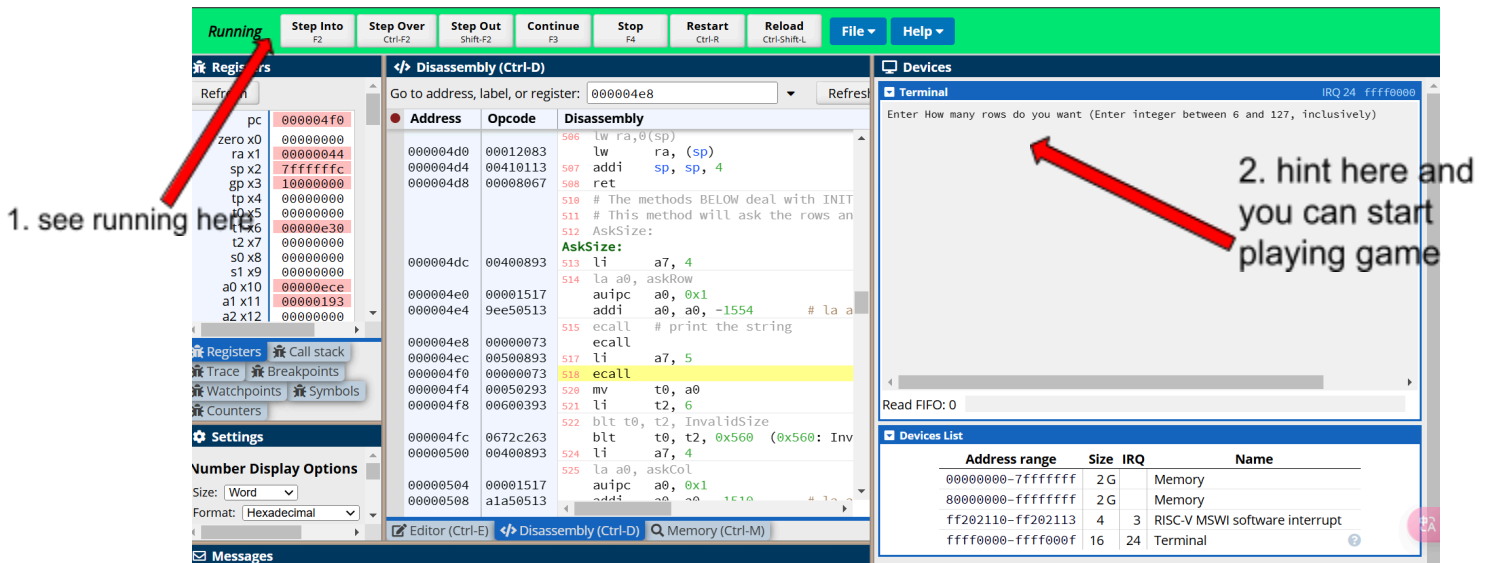 Running
Step Into
F2
Step Over
Ctrl-F2
Step Out
Shift-F2
Continue
F3
Stop
F4
Restart
Ctrl-R
Reload
Ctrl-Shift-L
File
Help
Registers
Refresh
pc 000004f0
zero x0 00000000
ra x1 00000044
sp x2 7ffffffc
gp x3 10000000
tp x4 00000000
t0 x5 00000000
t1 x6 00000e30
t2 x7 00000000
s0 x8 00000000
s1 x9 00000000
a0 x10 00000ece
a1 x11 00000193
a2 x12 00000000
1. see running here
Registers Call stack
Trace Breakpoints
Watchpoints Symbols
Counters
Settings
Number Display Options
Size: Word
Format: Hexadecimal
Messages
Disassembly (Ctrl-D)
Go to address, label, or register: 000004e8 Refresh
Address Opcode Disassembly
506 lw ra,0(sp)
000004d0 00012083 lw ra, (sp)
000004d4 00410113 507 addi sp, sp, 4
000004d8 00008067 508 ret
510 # The methods BELOW deal with INIT
511 # This method will ask the rows an
512 AskSize:
AskSize:
000004dc 00400893 513 li a7, 4
514 la a0, askRow
000004e0 00001517 auipc a0, 0x1
000004e4 9ee50513 addi a0, a0, -1554 # la a
515 ecall # print the string
000004e8 00000073 ecall
000004ec 00500893 517 li a7, 5
000004f0 00000073 518 ecall
000004f4 00050293 520 mv t0, a0
000004f8 00600393 521 li t2, 6
522 blt t0, t2, InvalidSize
000004fc 0672c263 blt t0, t2, 0x560 (0x560: Inv
00000500 00400893 524 li a7, 4
525 la a0, askCol
00000504 00001517 auipc a0, 0x1
00000508 a1a50513 addi a0, a0, -1510 # la a
Editor (Ctrl-E) Disassembly (Ctrl-D) Memory (Ctrl-M)
Devices
Terminal IRQ 24 ffff0000
Enter How many rows do you want (Enter integer between 6 and 127, inclusively)
2. hint here and
you can start
playing game
Read FIFO: 0
Devices List
Address range Size IRQ Name
00000000-7fffffff 2 G Memory
80000000-ffffffff 2 G Memory
ff202110-ff202113 4 3 RISC-V MSWI software interrupt
ffff0000-ffff000f 16 24 Terminal